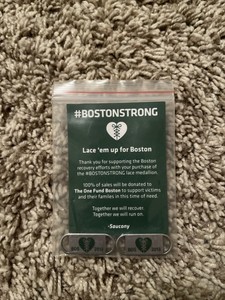 #BOSTONSTRONG
Lace 'em up for Boston
Thank you for supporting the Boston
recovery efforts with your purchase of
the #BOSTONSTRONG lace medallion.
100% of sales will be donated to
The One Fund Boston to support victims
and their familes in this time of need.
Together we will recover.
Together we will run on.
-Saucony